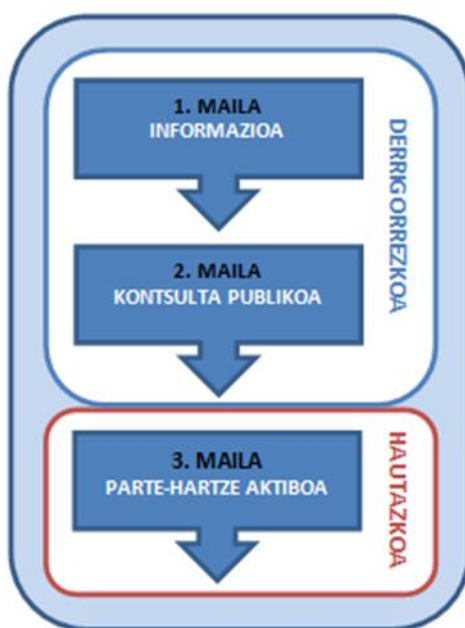 1. MAILA
INFORMAZIOA
2. MAILA
KONTSULTA PUBLIKOA
DERRIGORREZKOA
3. MAILA
PARTE-HARTZE AKTIBOA
HAUTAZKOA